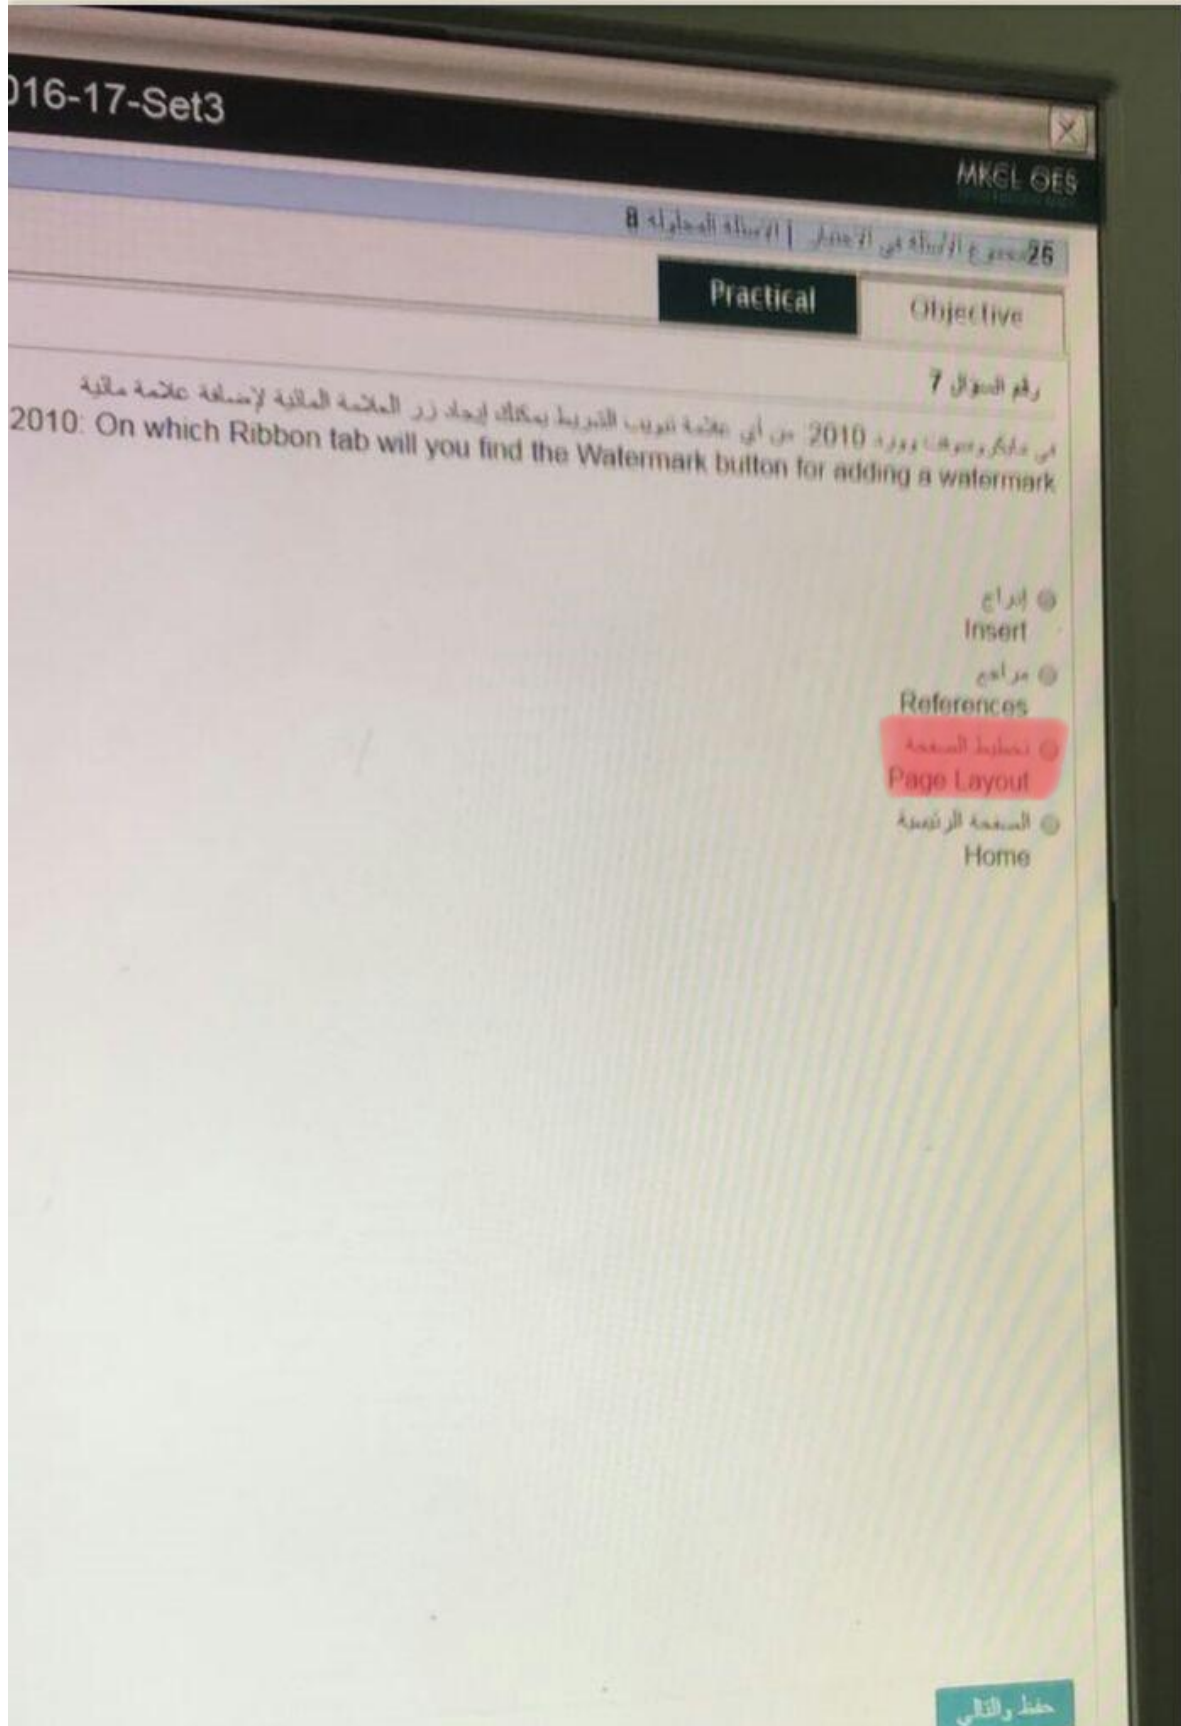 016-17-Set3
MKCL OES
26 مجموع الأسئلة في الاختبار | الأسئلة المحلولة 8
Objective
Practical
رقم السؤال 7
في مايكروسوفت وورد 2010 من أي علامة تبويب الشريط يمكنك إيجاد زر العلامة المائية لإضافة علامة مائية
2010: On which Ribbon tab will you find the Watermark button for adding a watermark
إدراج
Insert
مراجع
References
تخطيط الصفحة
Page Layout
الصفحة الرئيسية
Home
حفظ والتالي